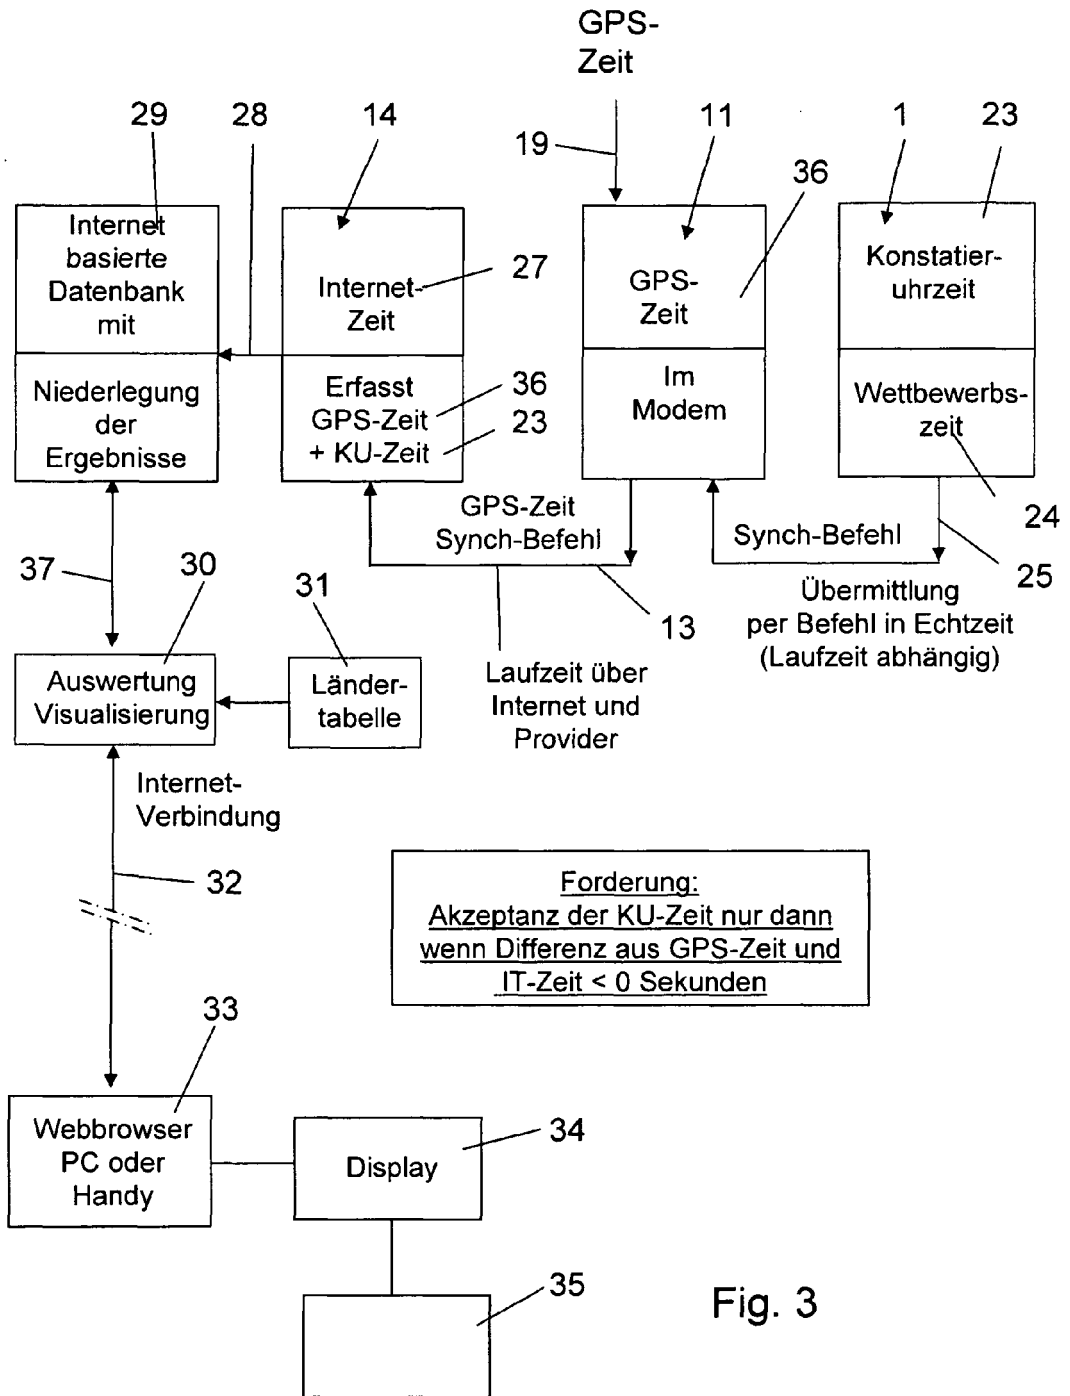 GPS-
Zeit
29
28
14
19
11
1
23
36
Internet
basierte
Datenbank
mit
Niederlegung
der
Ergebnisse
Internet-
Zeit
27
Erfasst
GPS-Zeit
+ KU-Zeit
36
23
GPS-
Zeit
Im
Modem
Konstatier-
uhrzeit
Wettbewerbs-
zeit
24
25
GPS-Zeit
Synch-Befehl
Synch-Befehl
Übermittlung
per Befehl in Echtzeit
(Laufzeit abhängig)
13
Laufzeit über
Internet und
Provider
37
30
31
Auswertung
Visualisierung
Länder-
tabelle
Internet-
Verbindung
32
Forderung:
Akzeptanz der KU-Zeit nur dann
wenn Differenz aus GPS-Zeit und
IT-Zeit < 0 Sekunden
33
Webbrowser
PC oder
Handy
34
Display
35
Fig. 3